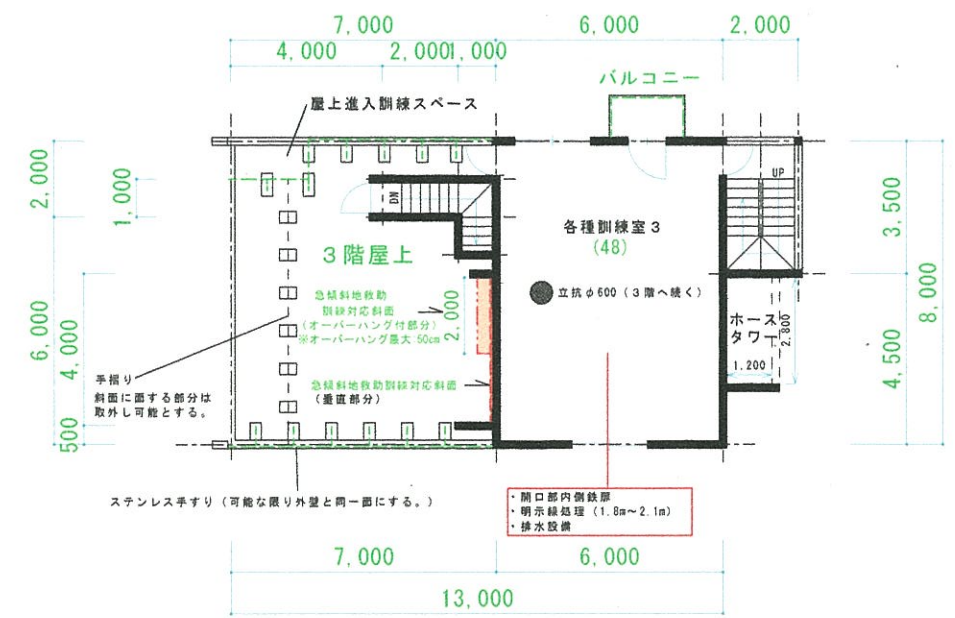 7,000
6,000
2,000
4,000
2,000
1,000
バルコニー
屋上進入訓練スペース
2,000
1,000
DN
UP
3,500
各種訓練室3
(48)
3階屋上
急傾斜地救助
訓練対応斜面
(オーバーハング付部分)
※オーバーハング最大:50cm
2,000
立抗φ600(3階へ続く)
8,000
6,000
4,000
ホース
タワー
2,800
1,200
4,500
手摺り
斜面に面する部分は
取外し可能とする。
急傾斜地救助訓練対応斜面
(垂直部分)
500
ステンレス手すり(可能な限り外壁と同一面にする。)
・開口部内側鉄扉
・明示線処理(1.8m~2.1m)
・排水設備
7,000
6,000
13,000